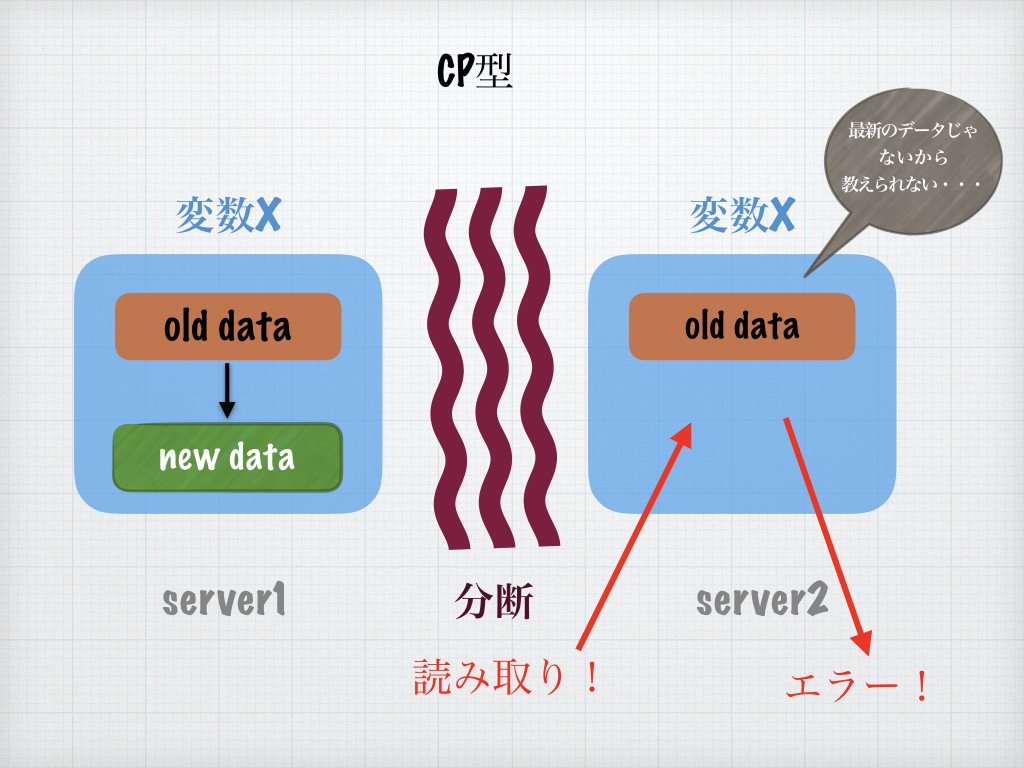 CP型
最新のデータじゃ
ないから
教えられない・・・
変数X
変数X
old data
old data
new data
server1
分断
server2
読み取り！
エラー！